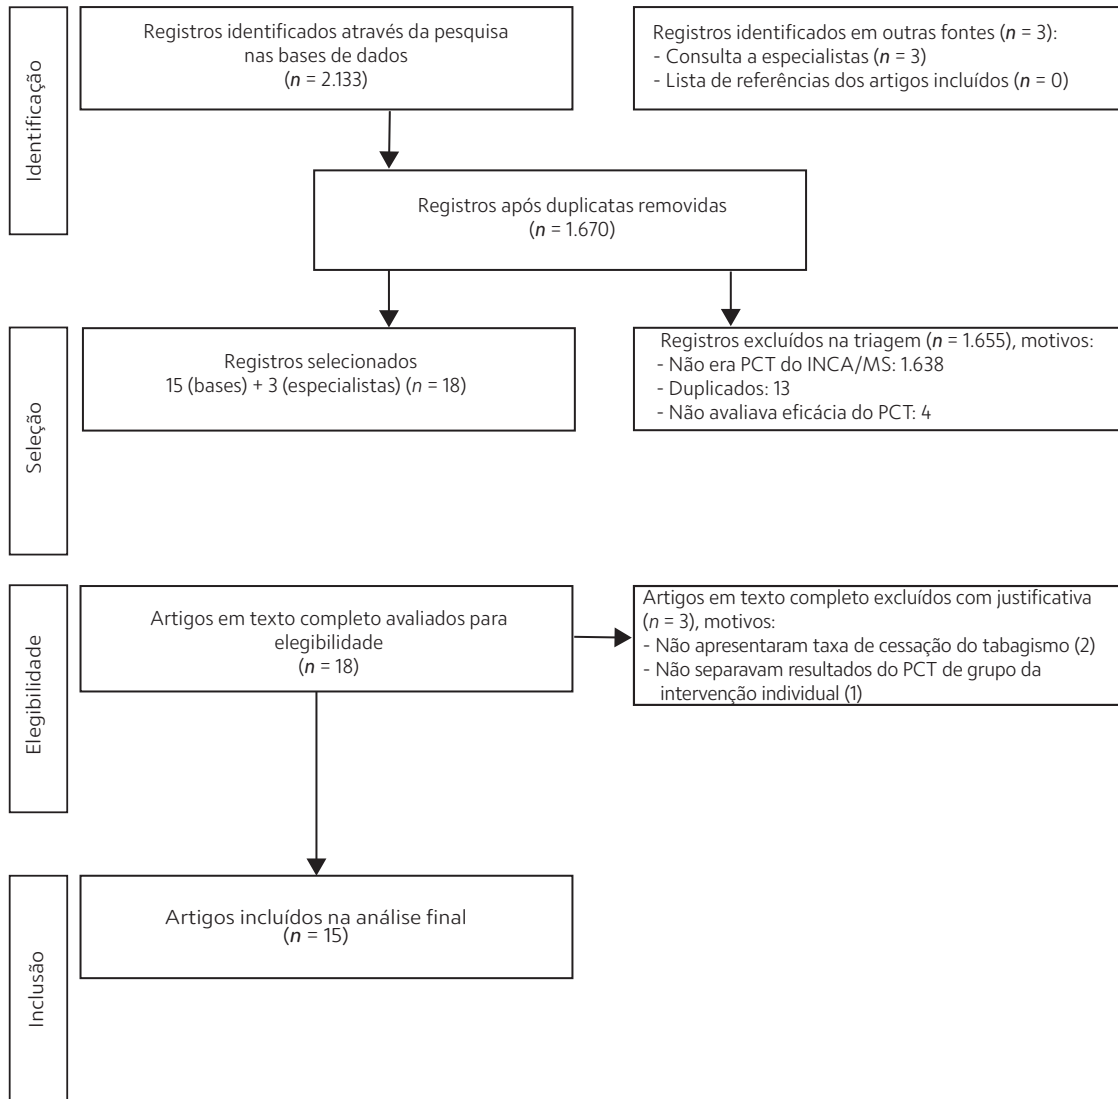 Identificação
Registros identificados através da pesquisa
nas bases de dados
(n = 2.133)
Registros identificados em outras fontes (n = 3):
- Consulta a especialistas (n = 3)
- Lista de referências dos artigos incluídos (n = 0)
Registros após duplicatas removidas
(n = 1.670)
Seleção
Registros selecionados
15 (bases) + 3 (especialistas) (n = 18)
Registros excluídos na triagem (n = 1.655), motivos:
- Não era PCT do INCA/MS: 1.638
- Duplicados: 13
- Não avaliava eficácia do PCT: 4
Elegibilidade
Artigos em texto completo avaliados para
elegibilidade
(n = 18)
Artigos em texto completo excluídos com justificativa
(n = 3), motivos:
- Não apresentaram taxa de cessação do tabagismo (2)
- Não separavam resultados do PCT de grupo da
intervenção individual (1)
Inclusão
Artigos incluídos na análise final
(n = 15)